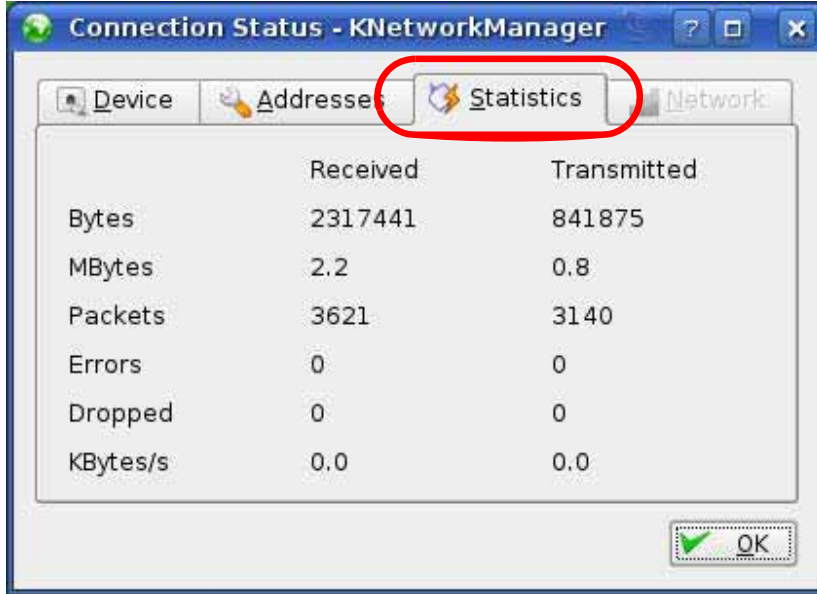 Connection Status - KNetworkManager ?
Device Addresses Statistics Network
Received Transmitted
Bytes 2317441 841875
MBytes 2.2 0.8
Packets 3621 3140
Errors 0 0
Dropped 0 0
KBytes/s 0.0 0.0
OK